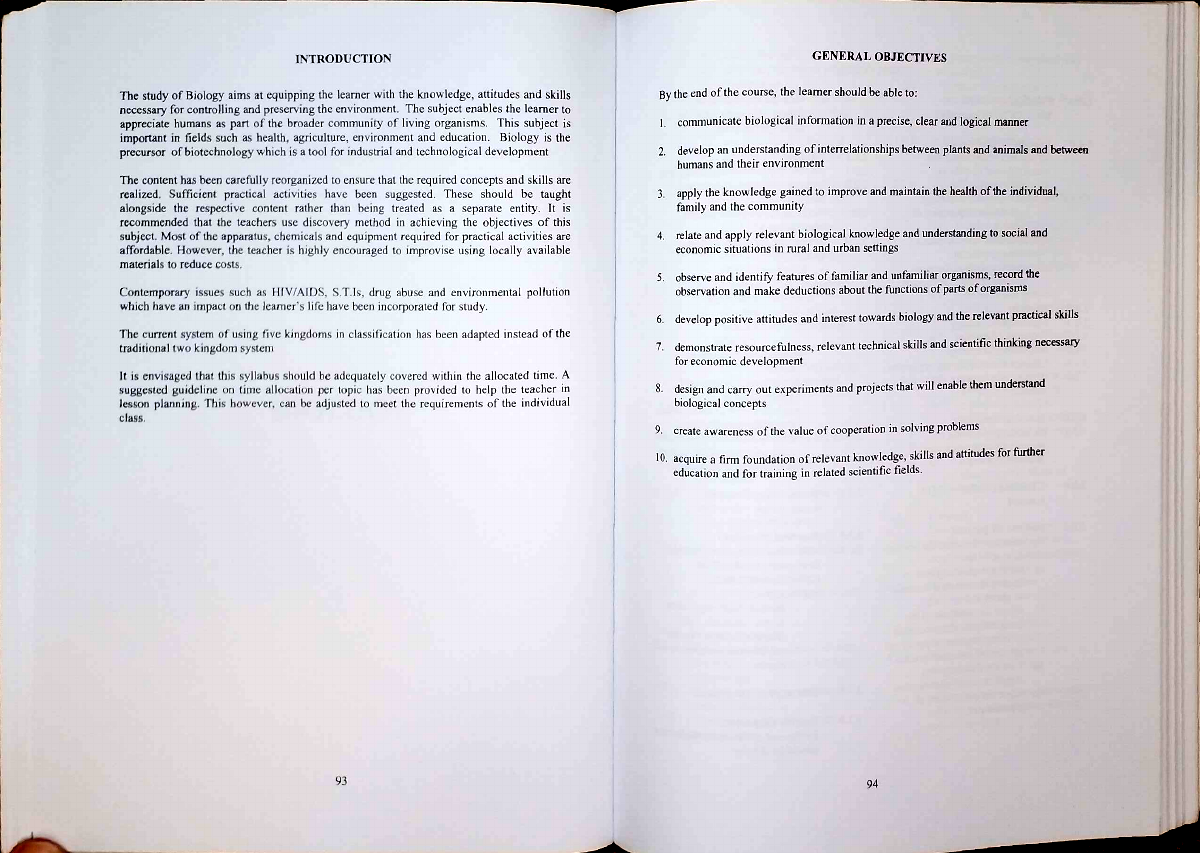 INTRODUCTION
The study of Biology aims at equipping the learner with the knowledge, attitudes and skills
necessary for controlling and preserving the environment. The subject enables the learner to
appreciate humans as part of the broader community of living organisms. This subject is
important in fields such as health, agriculture, environment and education. Biology is the
precursor of biotechnology which is a tool for industrial and technological development
The content has been carefully reorganized to ensure that the required concepts and skills are
realized. Sufficient practical activities have been suggested. These should be taught
alongside the respective content rather than being treated as a separate entity. It is
recommended that the teachers use discovery method in achieving the objectives of this
subject. Most of the apparatus, chemicals and equipment required for practical activities are
affordable. However, the teacher is highly encouraged to improvise using locally available
materials to reduce costs.
Contemporary issues such as HIV/AIDS, S.T.Is, drug abuse and environmental pollution
which have an impact on the learner's life have been incorporated for study.
The current system of using five kingdoms in classification has been adapted instead of the
traditional two kingdom system
It is envisaged that this syllabus should be adequately covered within the allocated time. A
suggested guideline on time allocation per topic has been provided to help the teacher in
lesson planning. This however, can be adjusted to meet the requirements of the individual
class.
93
GENERAL OBJECTIVES
By the end of the course, the learner should be able to:
1. communicate biological information in a precise, clear and logical manner
2. develop an understanding of interrelationships between plants and animals and between
humans and their environment
3. apply the knowledge gained to improve and maintain the health of the individual,
family and the community
4. relate and apply relevant biological knowledge and understanding to social and
economic situations in rural and urban settings
5. observe and identify features of familiar and unfamiliar organisms, record the
observation and make deductions about the functions of parts of organisms
6. develop positive attitudes and interest towards biology and the relevant practical skills
7. demonstrate resourcefulness, relevant technical skills and scientific thinking necessary
for economic development
8. design and carry out experiments and projects that will enable them understand
biological concepts
9. create awareness of the value of cooperation in solving problems
10. acquire a firm foundation of relevant knowledge, skills and attitudes for further
education and for training in related scientific fields.
94